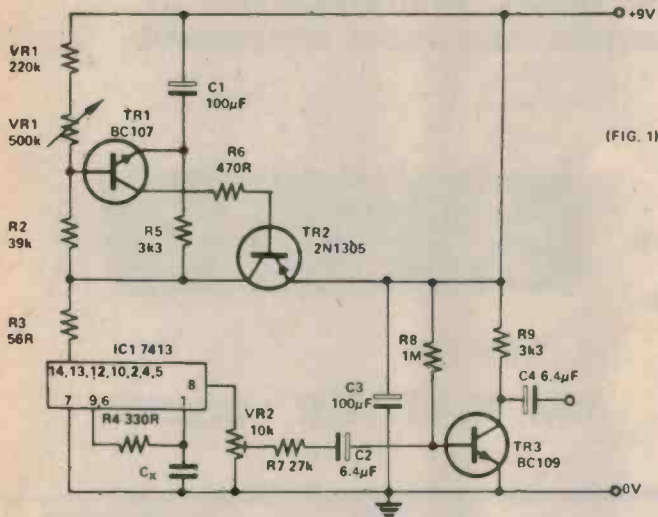 +9V
VR1
220k
C1
100µF
TR1
BC107
VR1
500k
(FIG. 1)
R6
470R
R2
39k
R5
3k3
TR2
2N1305
R3
56R
R8
1M
R9
3k3
IC1 7413
14,13,12,10,2,4,5
8
C4 6.4µF
7
9,6
1
VR2
10k
C3
100µF
R4 330R
R7 27k
C2
6.4µF
TR3
BC109
Cx
0V